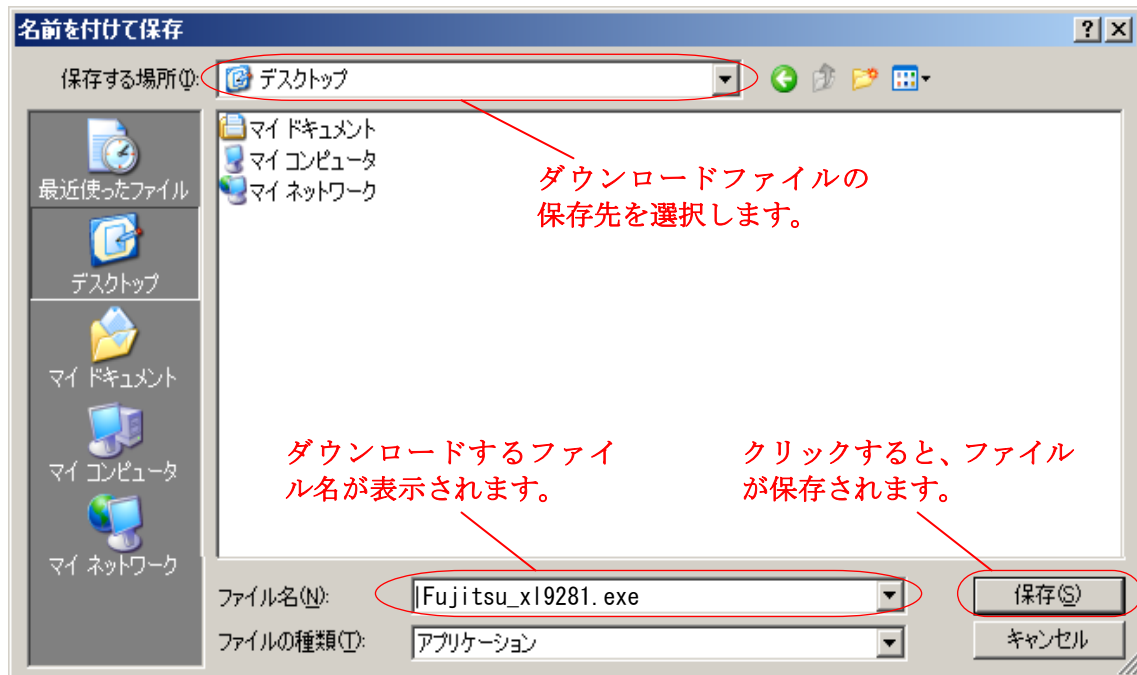 名前を付けて保存
保存する場所(I):
デスクトップ
マイ ドキュメント
マイ コンピュータ
マイ ネットワーク
最近使ったファイル
デスクトップ
マイ ドキュメント
マイ コンピュータ
マイ ネットワーク
ダウンロードファイルの
保存先を選択します。
ダウンロードするファイ
ル名が表示されます。
クリックすると、ファイル
が保存されます。
ファイル名(N):
Fujitsu_xl9281.exe
保存(S)
ファイルの種類(T):
アプリケーション
キャンセル